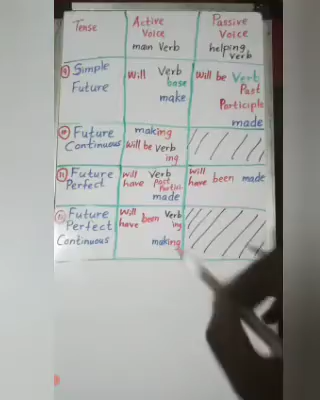 Tense
Active
Voice
main Verb
Passive
Voice
helping
verb
Simple
Future
Will Verb
base
make
Will be Verb
Past
Participle
made
Future
Continuous
making
Will be Verb
ing
Future
Perfect
Will Verb
have Past
Partici.
made
Will been made
have
Future
Perfect
Continuous
Will been Verb
have ing
making